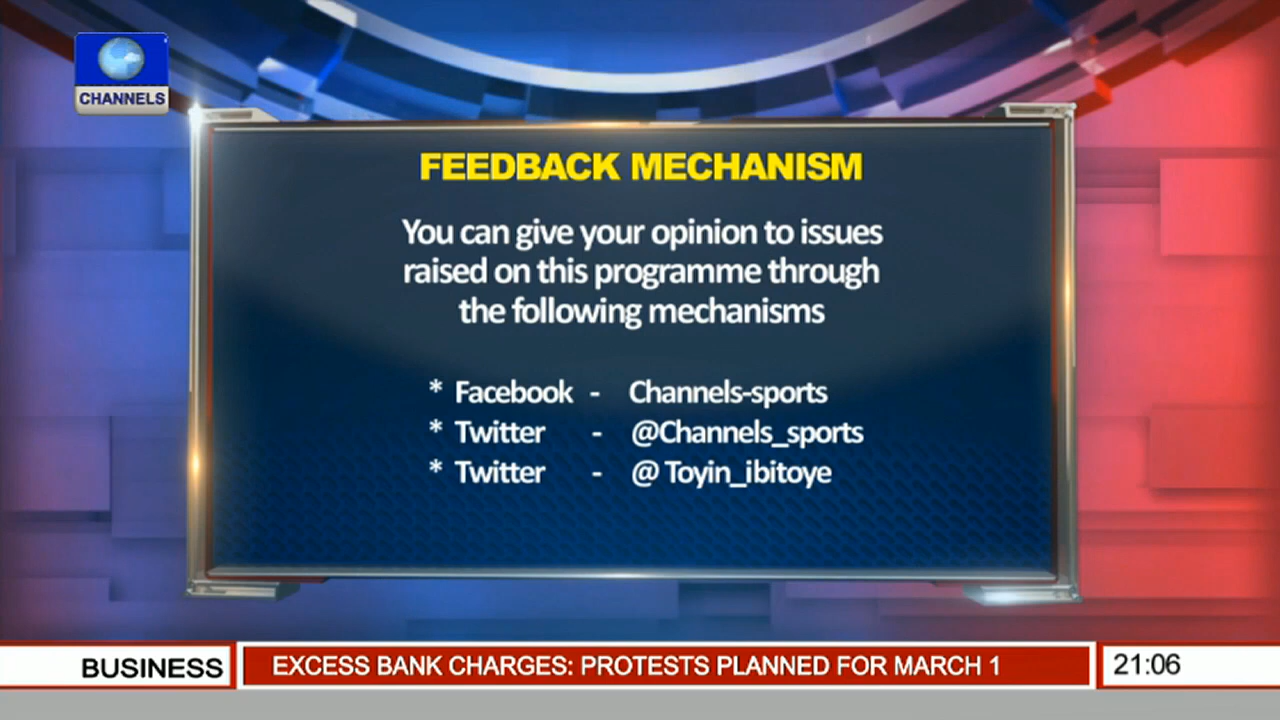 CHANNELS
FEEDBACK MECHANISM
You can give your opinion to issues
raised on this programme through
the following mechanisms
* Facebook - Channels-sports
* Twitter - @Channels_sports
* Twitter - @ Toyin_ibitoye
BUSINESS
EXCESS BANK CHARGES: PROTESTS PLANNED FOR MARCH 1
21:06